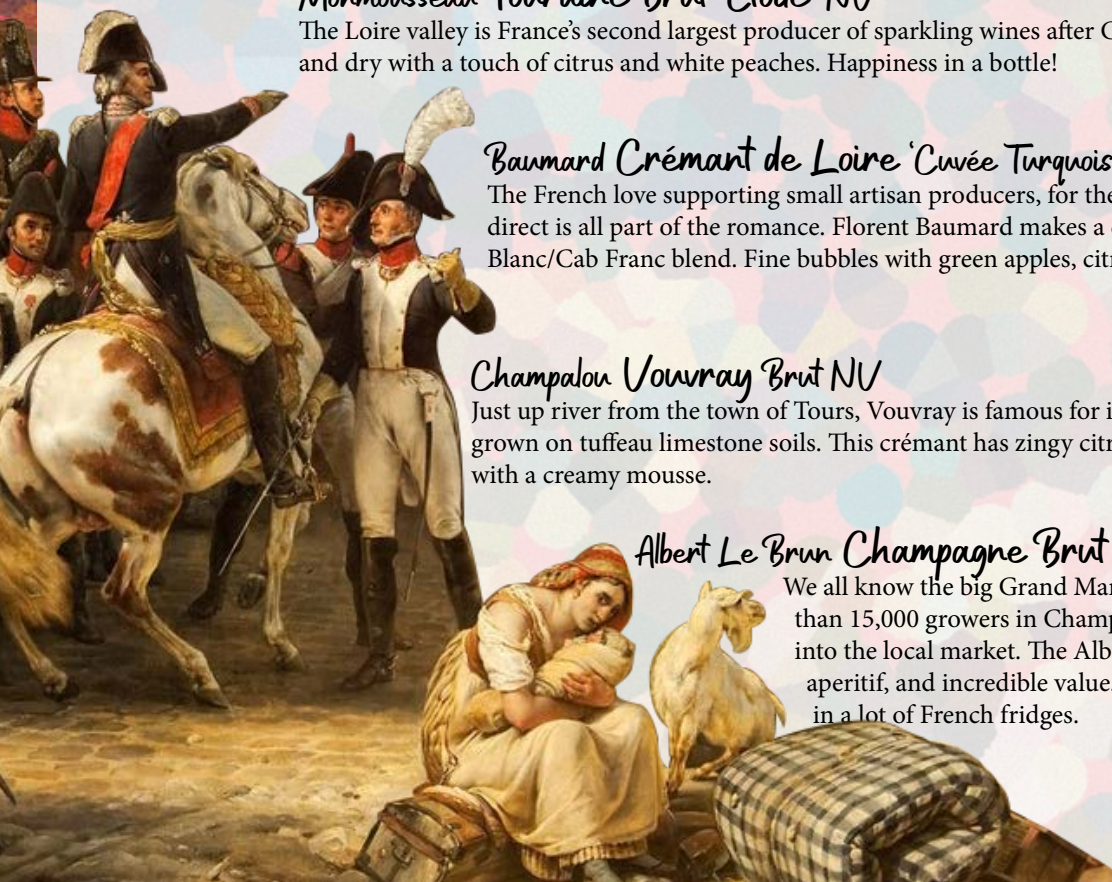 Monmousseau Touraine Brut Etoile NV
The Loire valley is France's second largest producer of sparkling wines after C
and dry with a touch of citrus and white peaches. Happiness in a bottle!
Baumard Crémant de Loire 'Cuvée Turquois
The French love supporting small artisan producers, for the
direct is all part of the romance. Florent Baumard makes a
Blanc/Cab Franc blend. Fine bubbles with green apples, citr
Champalou Vouvray Brut NV
Just up river from the town of Tours, Vouvray is famous for i
grown on tuffeau limestone soils. This crémant has zingy citr
with a creamy mousse.
Albert Le Brun Champagne Brut
We all know the big Grand Mar
than 15,000 growers in Champ
into the local market. The Alb
aperitif, and incredible value.
in a lot of French fridges.